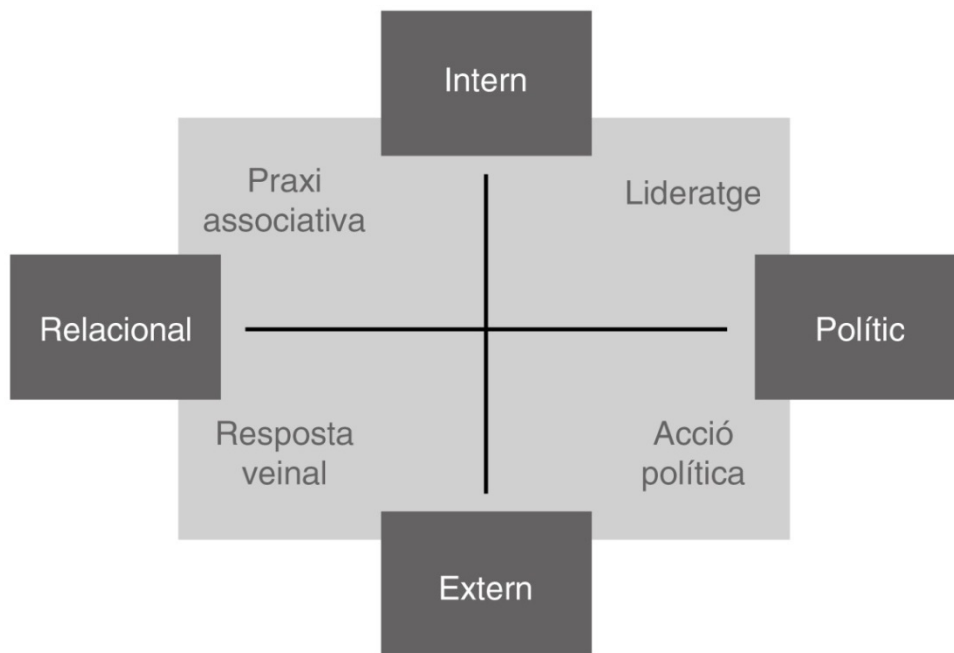 Intern
Praxi
associativa
Lideratge
Relacional
Polític
Resposta
veinal
Acció
política
Extern